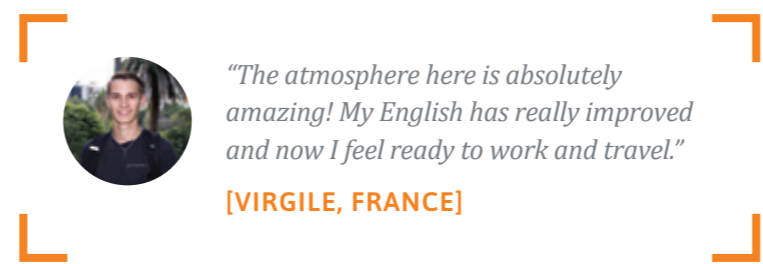 “The atmosphere here is absolutely
amazing! My English has really improved
and now I feel ready to work and travel.”
[VIRGILE, FRANCE]